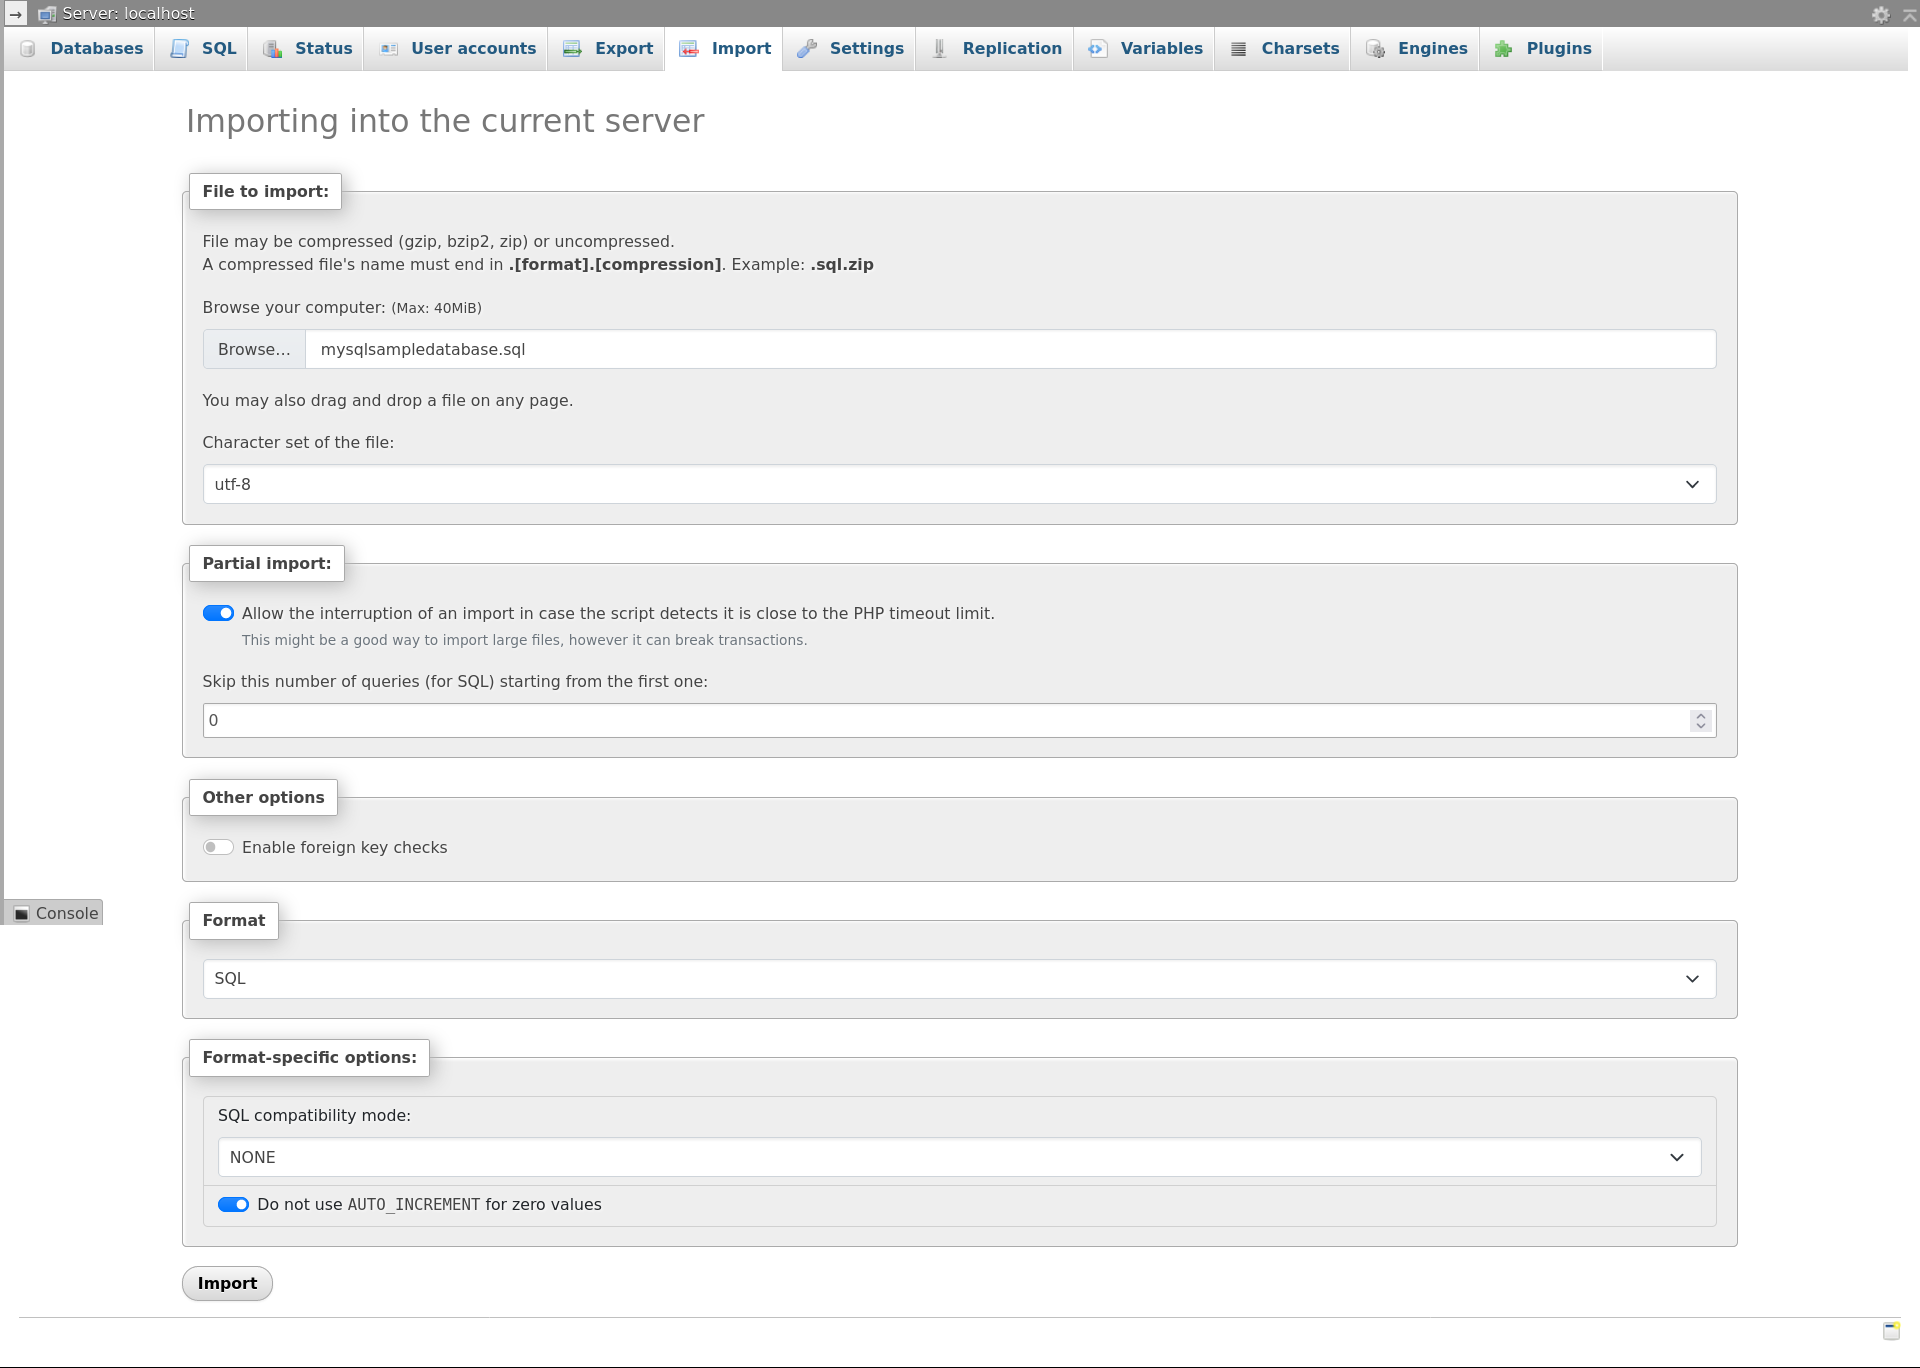 Server: localhost
Databases SQL Status User accounts Export Import Settings Replication Variables Charsets Engines Plugins
Importing into the current server
File to import:
File may be compressed (gzip, bzip2, zip) or uncompressed.
A compressed file's name must end in .[format].[compression]. Example: .sql.zip
Browse your computer: (Max: 40MiB)
Browse... mysqlsampledatabase.sql
You may also drag and drop a file on any page.
Character set of the file:
utf-8
Partial import:
Allow the interruption of an import in case the script detects it is close to the PHP timeout limit.
This might be a good way to import large files, however it can break transactions.
Skip this number of queries (for SQL) starting from the first one:
0
Other options
Enable foreign key checks
Console
Format
SQL
Format-specific options:
SQL compatibility mode:
NONE
Do not use AUTO_INCREMENT for zero values
Import